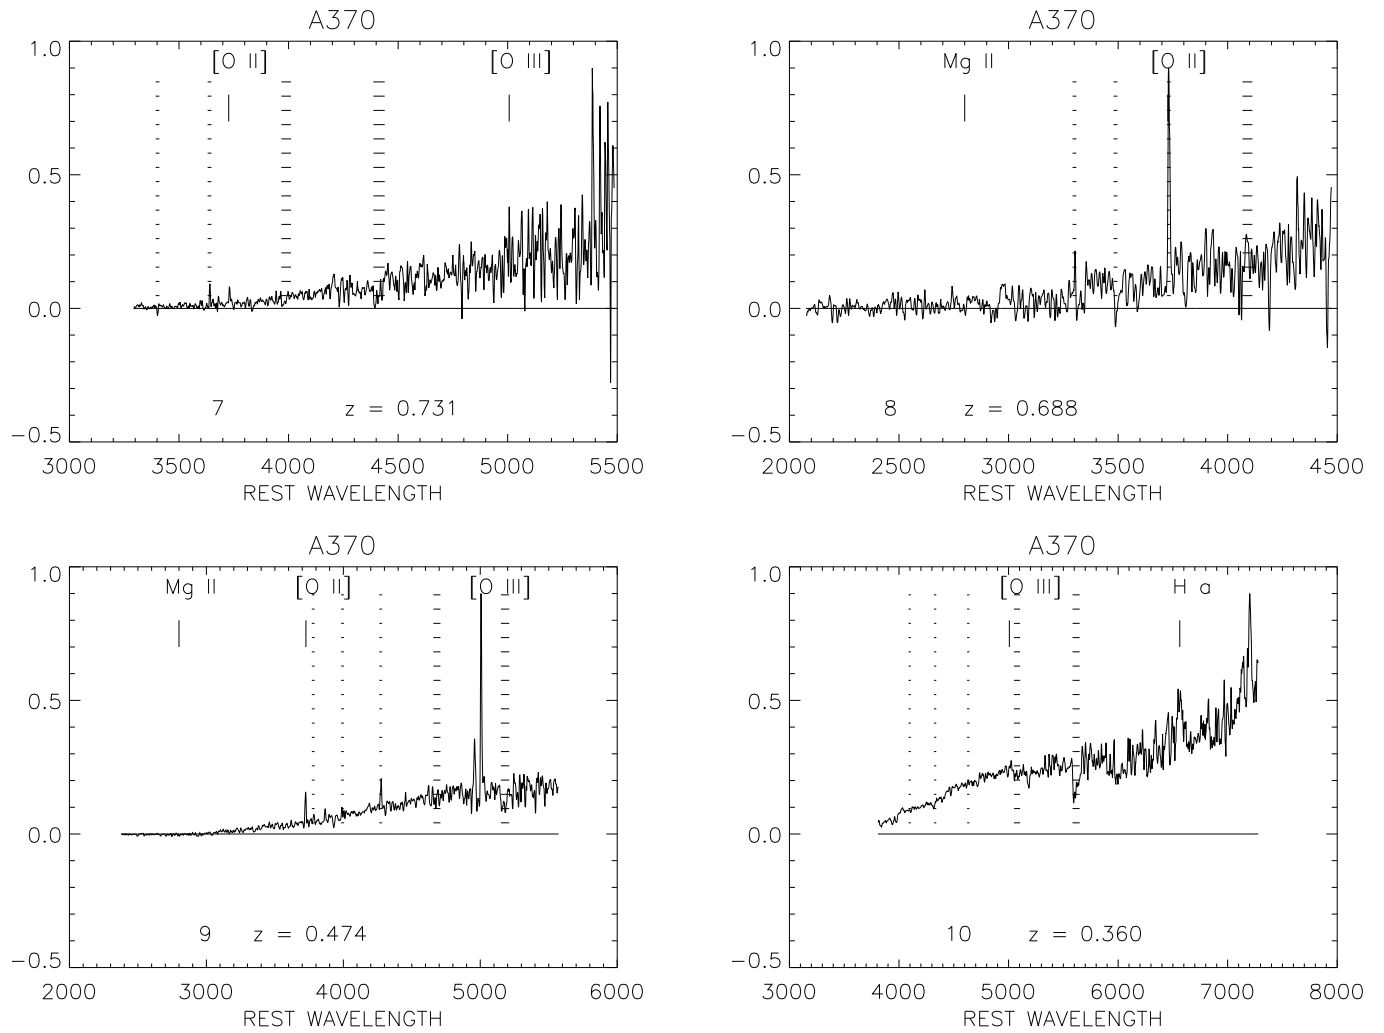 A370
1.0
0.5
0.0
−0.5
[O II]
[O III]
7
z = 0.731
3000 3500 4000 4500 5000 5500
REST WAVELENGTH
A370
1.0
0.5
0.0
−0.5
Mg II
[O II]
8
z = 0.688
2000 2500 3000 3500 4000 4500
REST WAVELENGTH
A370
1.0
0.5
0.0
−0.5
Mg II
[O II]
[O III]
9
z = 0.474
2000 3000 4000 5000 6000
REST WAVELENGTH
A370
1.0
0.5
0.0
−0.5
[O III]
H a
10
z = 0.360
3000 4000 5000 6000 7000 8000
REST WAVELENGTH